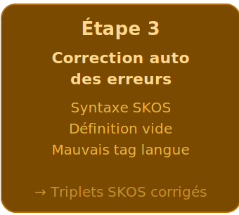 Étape 3
Correction auto
des erreurs
Syntaxe SKOS
Définition vide
Mauvais tag langue
→ Triplets SKOS corrigés